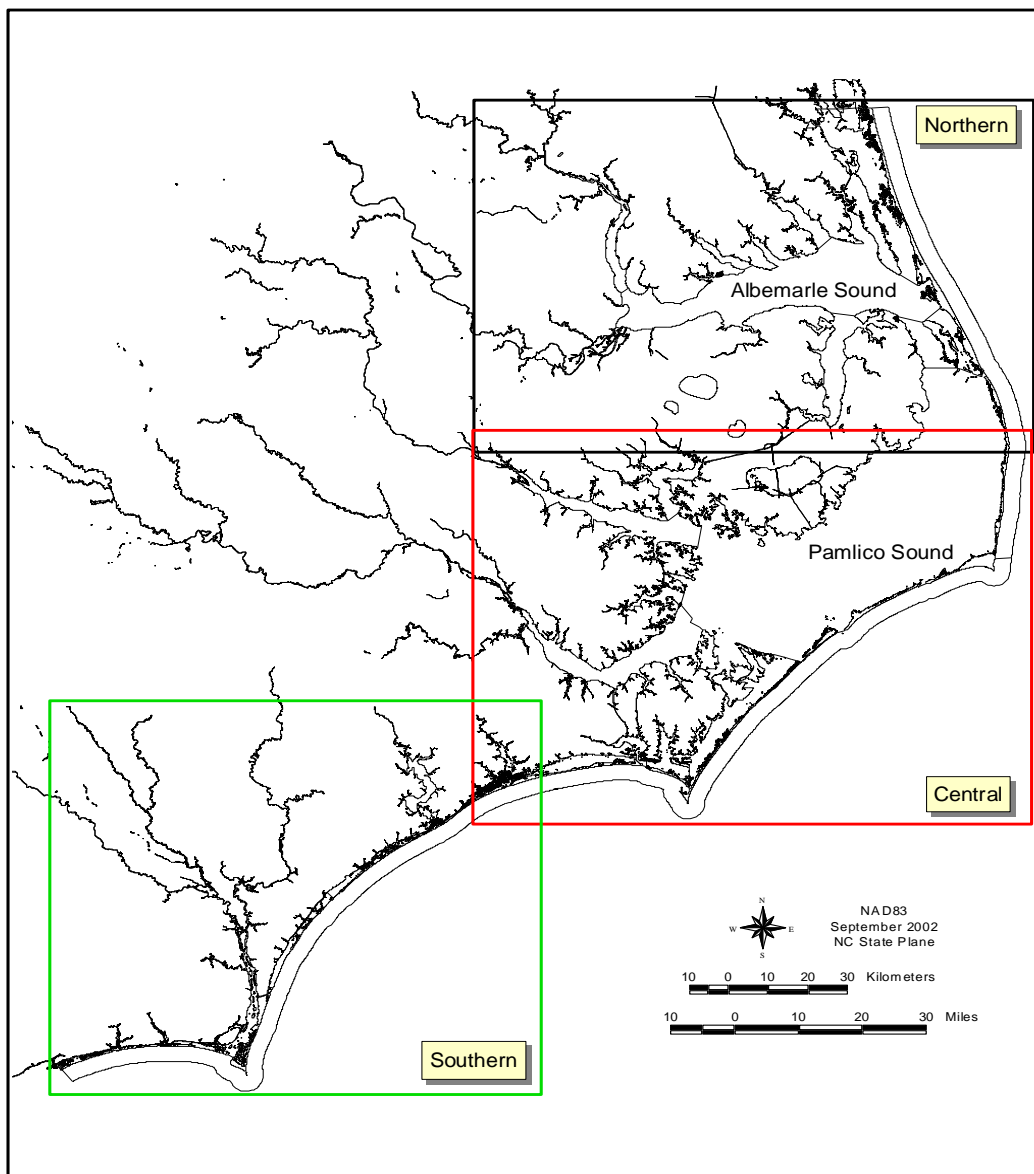 Northern
Albemarle Sound
Pamlico Sound
Central
N
W E
S
NAD83
September 2002
NC State Plane
10 0 10 20 30 Kilometers
10 0 10 20 30 Miles
Southern